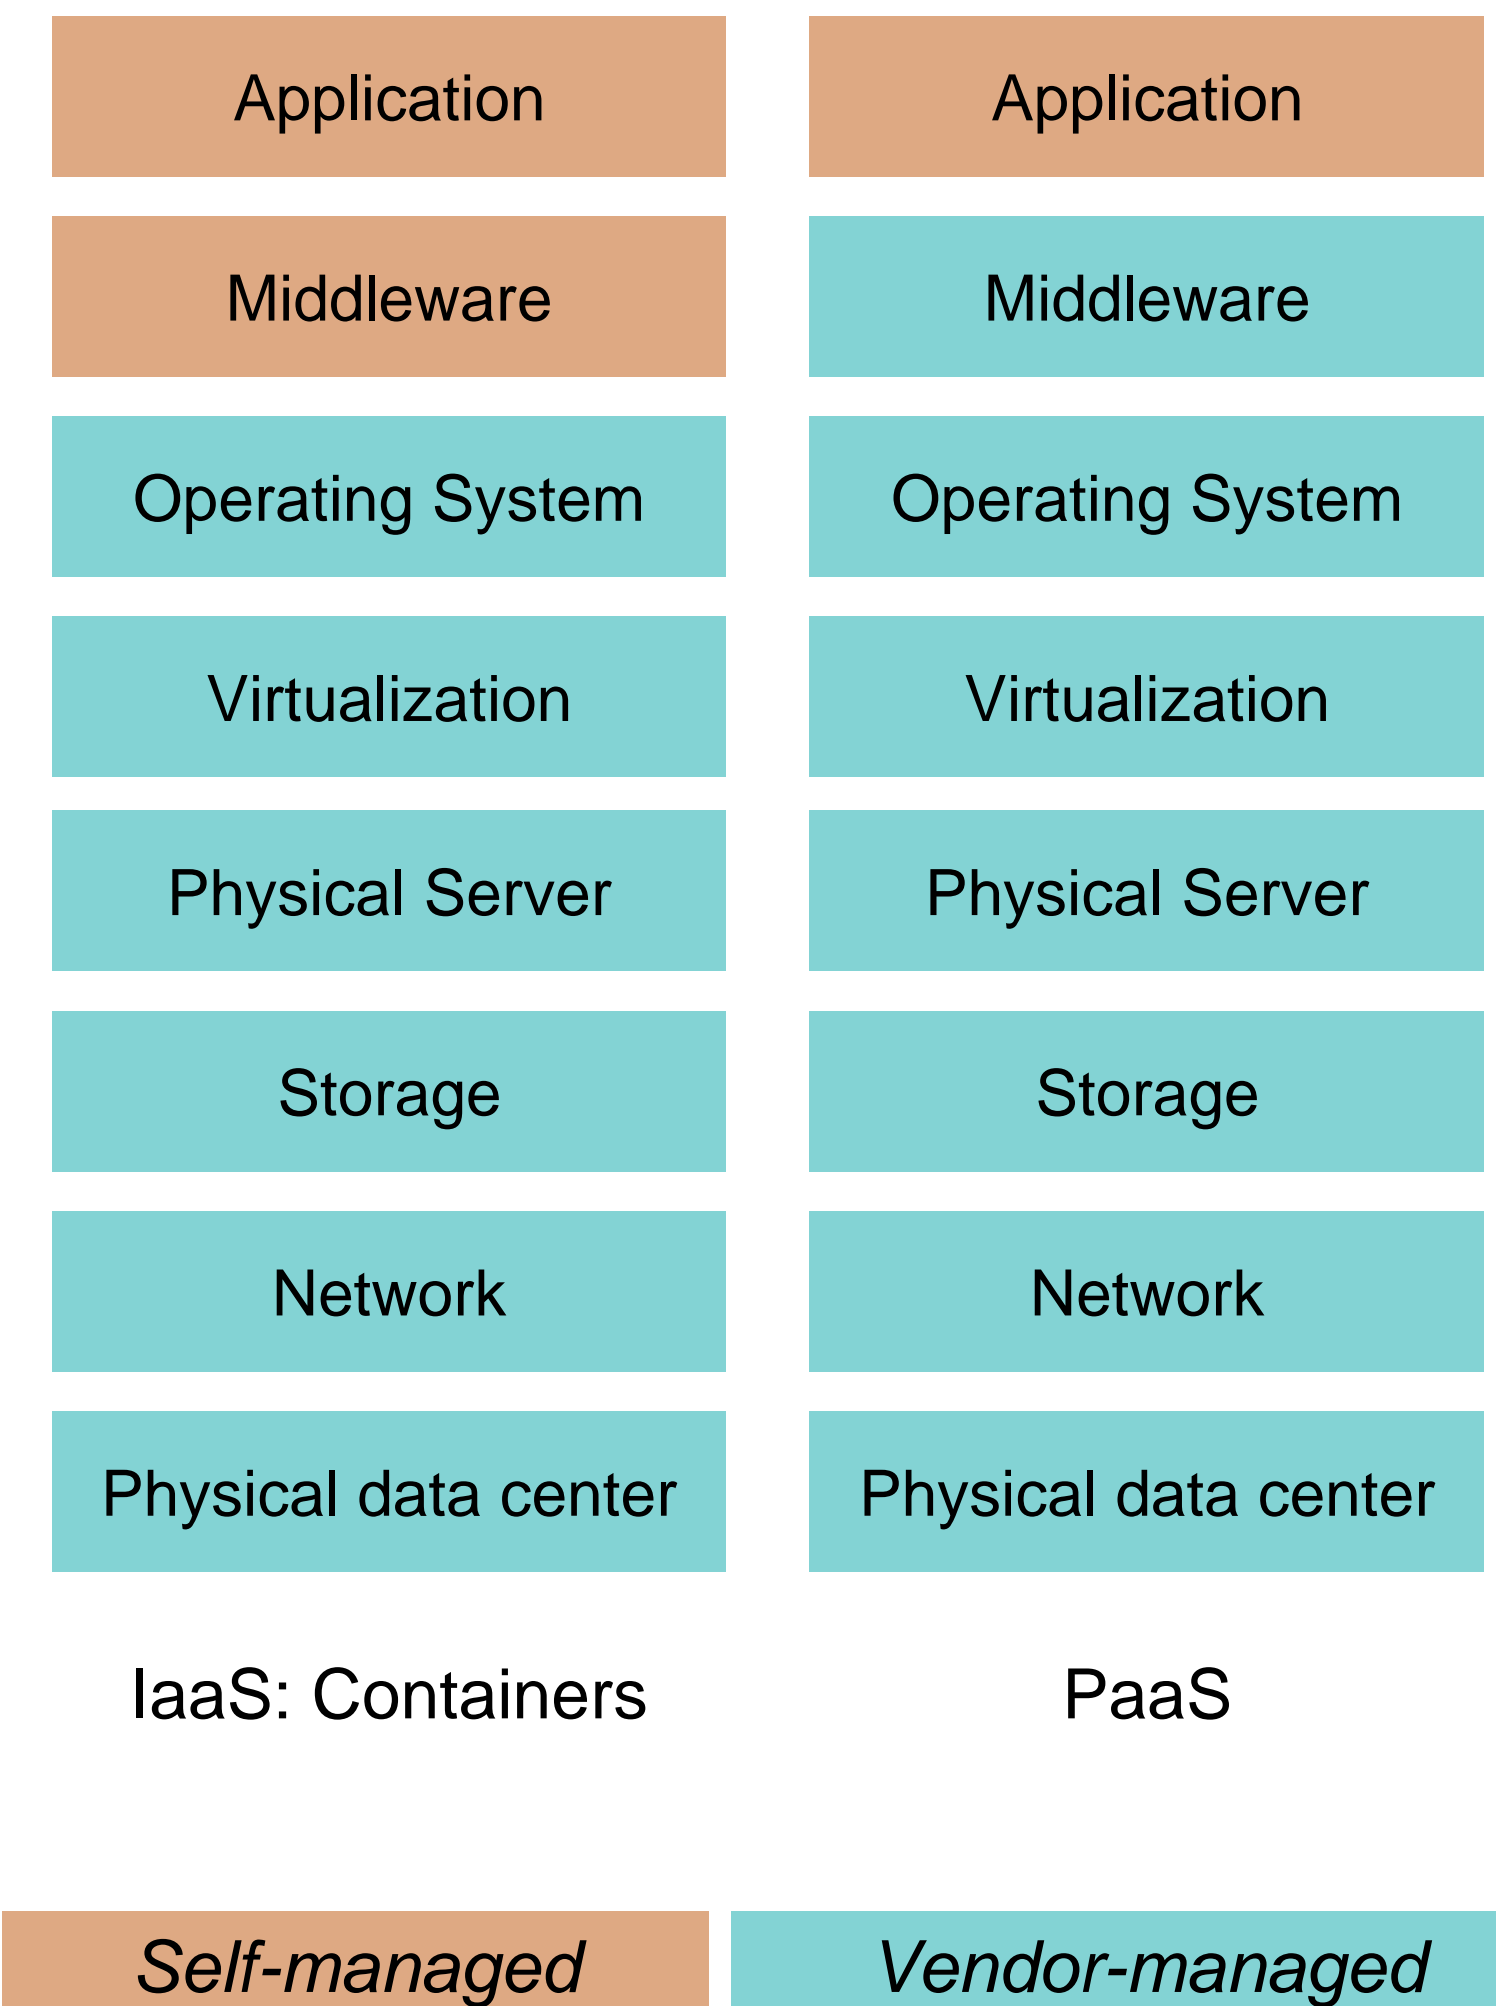 Application
Application
Middleware
Middleware
Operating System
Operating System
Virtualization
Virtualization
Physical Server
Physical Server
Storage
Storage
Network
Network
Physical data center
Physical data center
IaaS: Containers
PaaS
Self-managed
Vendor-managed